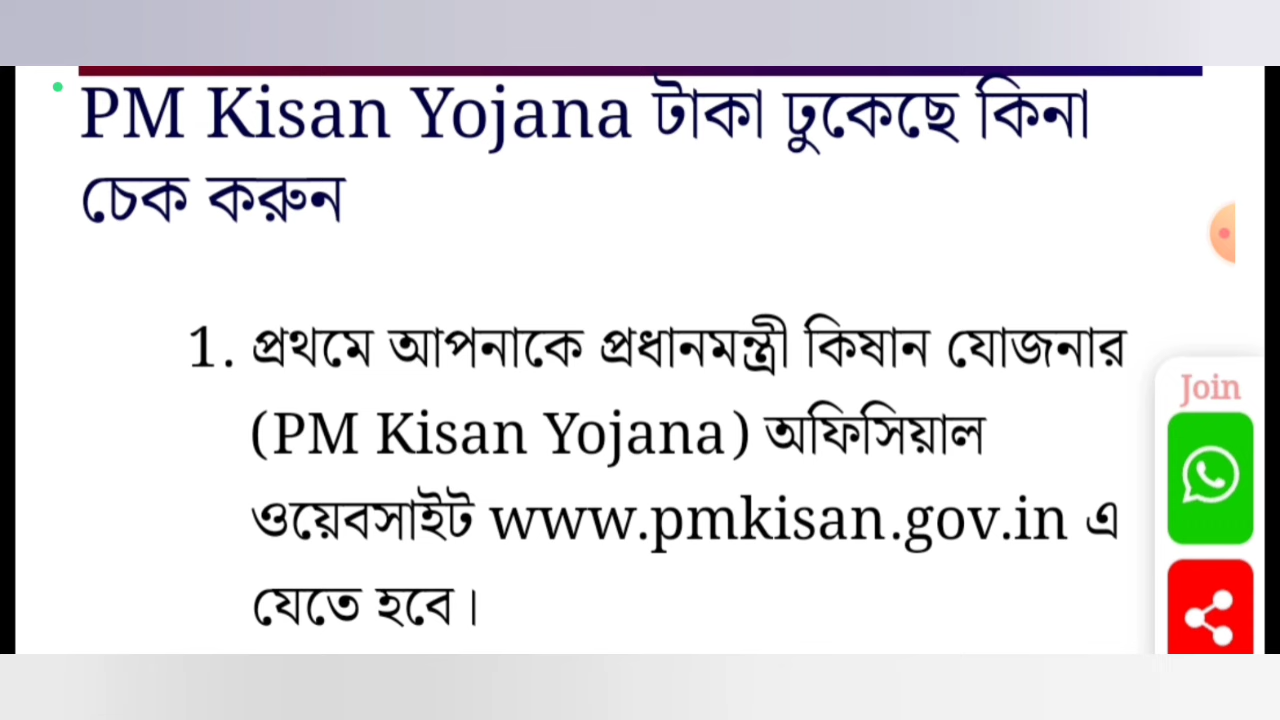 PM Kisan Yojana টাকা ঢুকেছে কিনা
চেক করুন
1. প্রথমে আপনাকে প্রধানমন্ত্রী কিষান যোজনার
(PM Kisan Yojana) অফিসিয়াল
ওয়েবসাইট www.pmkisan.gov.in এ
যেতে হবে।
Join